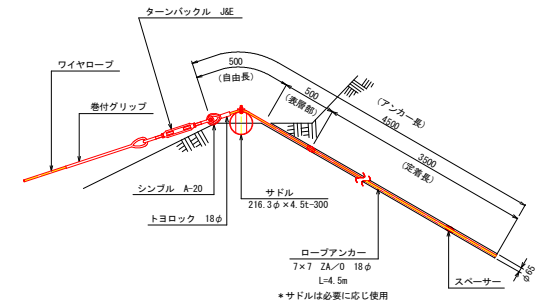 ターンバックル J&E
500
(自由長)
ワイヤロープ
巻付グリップ
500
(表層部)
(アンカー長)
4500
3500
(定着長)
シンブル A-20
サドル
216.3φ×4.5t-300
トヨロック 18φ
ロープアンカー
7×7 ZA/O 18φ
L=4.5m
スペーサー
φ65
*サドルは必要に応じ使用